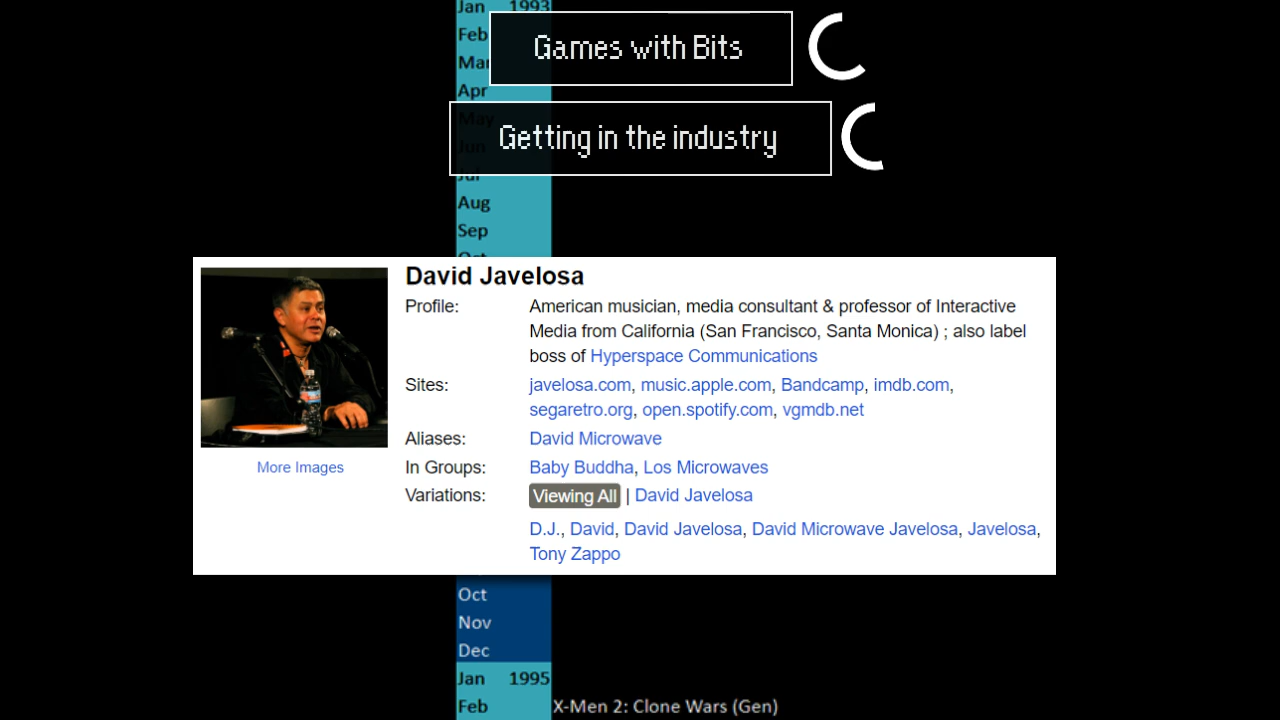 Jan 1993
Feb
Games with Bits
Mar
Apr
May
Getting in the industry
Jun
Jul
Aug
Sep
Oct
David Javelosa
Profile: American musician, media consultant & professor of Interactive
Media from California (San Francisco, Santa Monica) ; also label
boss of Hyperspace Communications
Sites: javelosa.com, music.apple.com, Bandcamp, imdb.com,
segaretro.org, open.spotify.com, vgmdb.net
Aliases: David Microwave
More Images
In Groups: Baby Buddha, Los Microwaves
Variations: Viewing All | David Javelosa
D.J., David, David Javelosa, David Microwave Javelosa, Javelosa,
Tony Zappo
Oct
Nov
Dec
Jan 1995
Feb X-Men 2: Clone Wars (Gen)